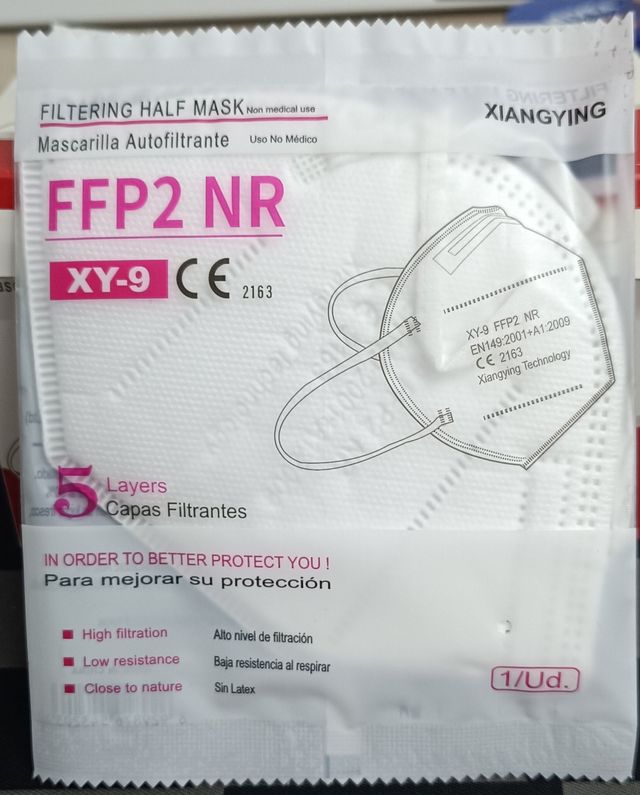 FILTERING HALF MASK Non medical use
XIANGYING
Mascarilla Autofiltrante Uso No Médico
FFP2 NR
XY-9 CE 2163
XY-9 FFP2 NR
EN149:2001+A1:2009
CE 2163
Xiangying Technology
5 Layers
Capas Filtrantes
IN ORDER TO BETTER PROTECT YOU !
Para mejorar su protección
High filtration Alto nivel de filtración
Low resistance Baja resistencia al respirar
Close to nature Sin Latex
1/Ud.